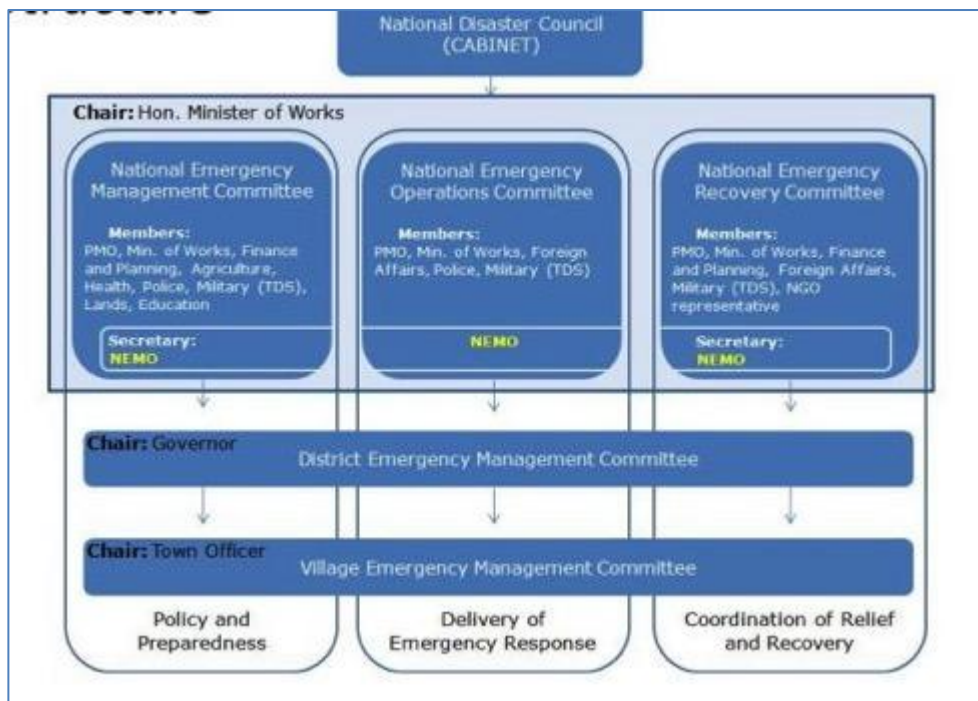 National Disaster Council
(CABINET)
Chair: Hon. Minister of Works
National Emergency
Management Committee
Members:
PMO, Min. of Works, Finance
and Planning, Agriculture,
Health, Police, Military (TDS),
Lands, Education
Secretary:
NEMO
National Emergency
Operations Committee
Members:
PMO, Min. of Works, Foreign
Affairs, Police, Military (TDS)
NEMO
National Emergency
Recovery Committee
Members:
PMO, Min. of Works, Finance
and Planning, Foreign Affairs,
Military (TDS), NGO
representative
Secretary:
NEMO
Chair: Governor
District Emergency Management Committee
Chair: Town Officer
Village Emergency Management Committee
Policy and
Preparedness
Delivery of
Emergency Response
Coordination of Relief
and Recovery